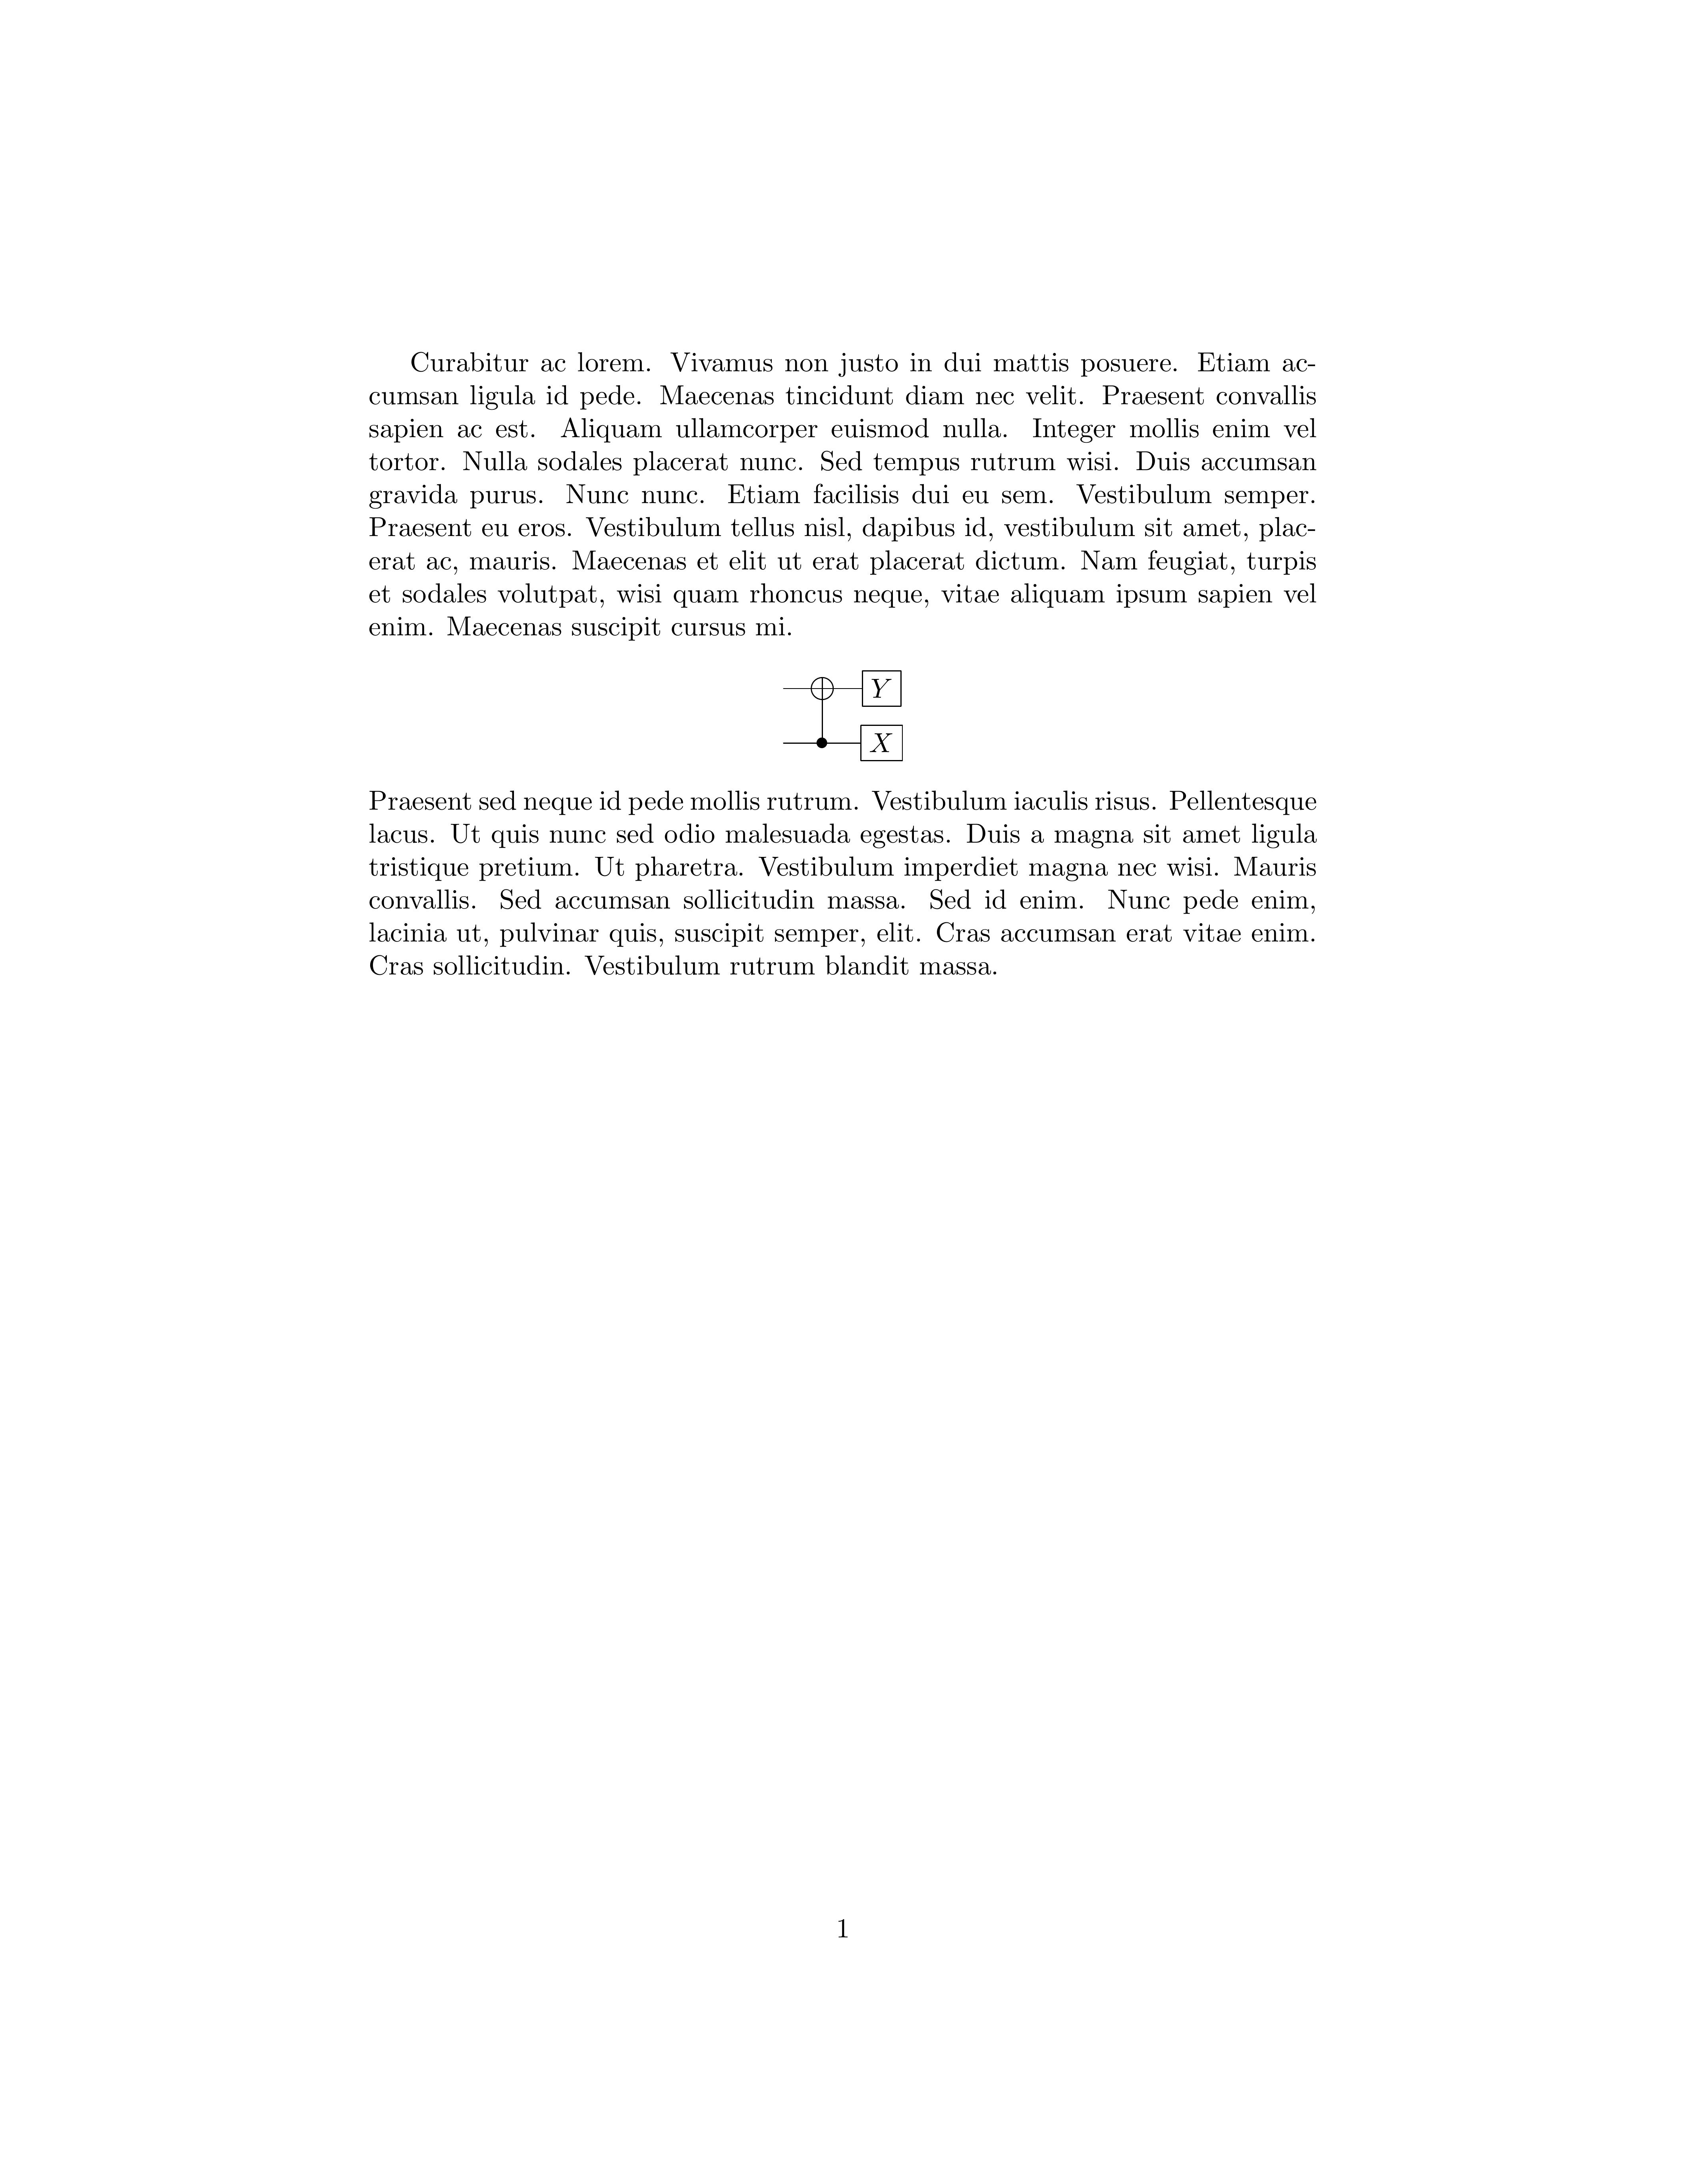 Curabitur ac lorem. Vivamus non justo in dui mattis posuere. Etiam ac-
cumsan ligula id pede. Maecenas tincidunt diam nec velit. Praesent convallis
sapien ac est. Aliquam ullamcorper euismod nulla. Integer mollis enim vel
tortor. Nulla sodales placerat nunc. Sed tempus rutrum wisi. Duis accumsan
gravida purus. Nunc nunc. Etiam facilisis dui eu sem. Vestibulum semper.
Praesent eu eros. Vestibulum tellus nisl, dapibus id, vestibulum sit amet, plac-
erat ac, mauris. Maecenas et elit ut erat placerat dictum. Nam feugiat, turpis
et sodales volutpat, wisi quam rhoncus neque, vitae aliquam ipsum sapien vel
enim. Maecenas suscipit cursus mi.
Y
X
Praesent sed neque id pede mollis rutrum. Vestibulum iaculis risus. Pellentesque
lacus. Ut quis nunc sed odio malesuada egestas. Duis a magna sit amet ligula
tristique pretium. Ut pharetra. Vestibulum imperdiet magna nec wisi. Mauris
convallis. Sed accumsan sollicitudin massa. Sed id enim. Nunc pede enim,
lacinia ut, pulvinar quis, suscipit semper, elit. Cras accumsan erat vitae enim.
Cras sollicitudin. Vestibulum rutrum blandit massa.
1